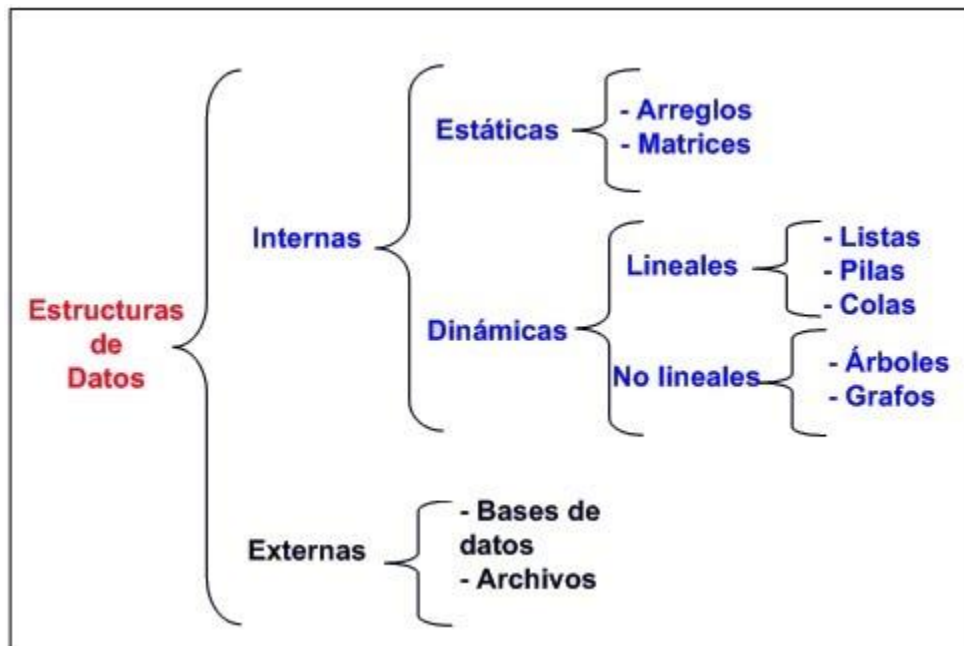 Estructuras
de
Datos
Internas
Estáticas
- Arreglos
- Matrices
Dinámicas
Lineales
- Listas
- Pilas
- Colas
No lineales
- Árboles
- Grafos
Externas
- Bases de
datos
- Archivos